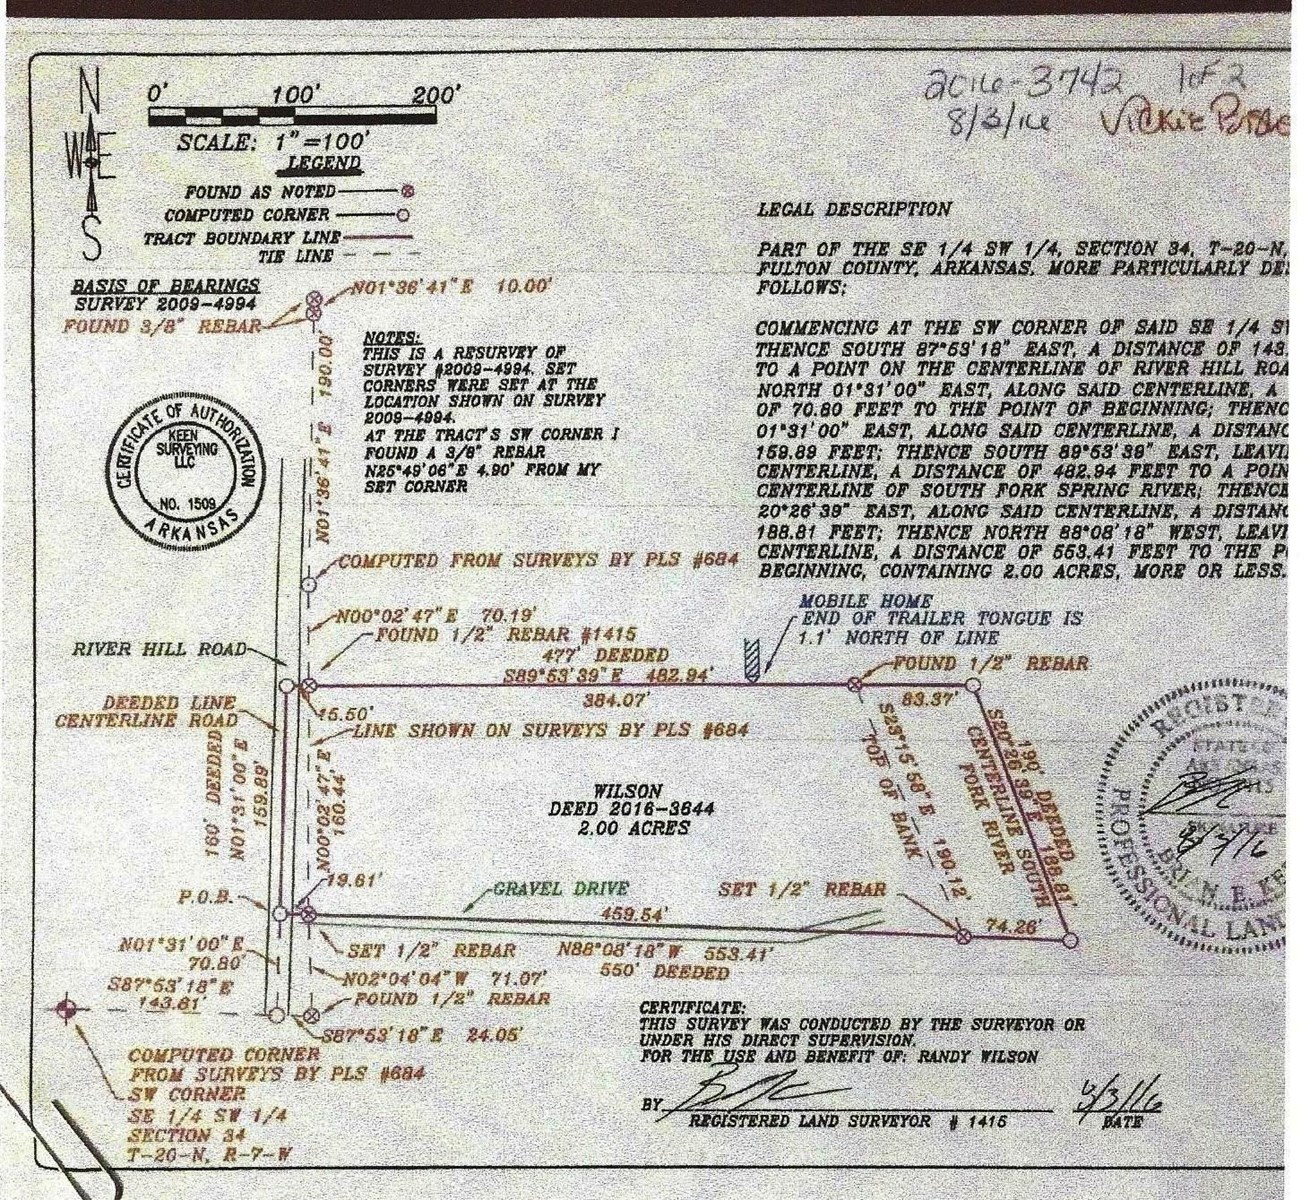 2016-3742 1 of 2
8/3/16
N
W E
S
0' 100' 200'
SCALE: 1"=100'
LEGEND
FOUND AS NOTED
COMPUTED CORNER
TRACT BOUNDARY LINE
TIE LINE
BASIS OF BEARINGS
SURVEY 2009-4994
FOUND 3/8" REBAR
N01°36'41"E 10.00'
N01°36'41"E 190.00'
NOTES:
THIS IS A RESURVEY OF
SURVEY #2009-4994. SET
CORNERS WERE SET AT THE
LOCATION SHOWN ON SURVEY
2009-4994.
AT THE TRACT'S SW CORNER I
FOUND A 3/8" REBAR
N25°49'06"E 4.90' FROM MY
SET CORNER
CERTIFICATE OF AUTHORIZATION
KEEN
SURVEYING
LLC
NO. 1509
ARKANSAS
LEGAL DESCRIPTION
PART OF THE SE 1/4 SW 1/4, SECTION 34, T-20-N,
FULTON COUNTY, ARKANSAS, MORE PARTICULARLY DE
FOLLOWS;
COMMENCING AT THE SW CORNER OF SAID SE 1/4 S
THENCE SOUTH 87°53'18" EAST, A DISTANCE OF 143.
TO A POINT ON THE CENTERLINE OF RIVER HILL ROA
NORTH 01°31'00" EAST, ALONG SAID CENTERLINE, A
OF 70.80 FEET TO THE POINT OF BEGINNING; THENC
01°31'00" EAST, ALONG SAID CENTERLINE, A DISTANC
159.89 FEET; THENCE SOUTH 89°53'39" EAST, LEAVI
CENTERLINE, A DISTANCE OF 482.94 FEET TO A POIN
CENTERLINE OF SOUTH FORK SPRING RIVER; THENCE
20°26'39" EAST, ALONG SAID CENTERLINE, A DISTANC
188.81 FEET; THENCE NORTH 88°08'18" WEST, LEAVI
CENTERLINE, A DISTANCE OF 553.41 FEET TO THE P
BEGINNING, CONTAINING 2.00 ACRES, MORE OR LESS.
COMPUTED FROM SURVEYS BY PLS #684
MOBILE HOME
END OF TRAILER TONGUE IS
1.1' NORTH OF LINE
N00°02'47"E 70.19'
FOUND 1/2" REBAR #1415
477' DEEDED
S89°53'39"E 482.94'
384.07'
FOUND 1/2" REBAR
83.37'
RIVER HILL ROAD
DEEDED LINE
CENTERLINE ROAD
15.50'
LINE SHOWN ON SURVEYS BY PLS #684
160' DEEDED
N01°31'00"E
159.89'
N00°02'47"E
160.44'
WILSON
DEED 2016-3644
2.00 ACRES
S23°15'58"E 190.12'
TOP OF BANK
190' DEEDED
S20°26'39"E 188.81'
CENTERLINE SOUTH
FORK RIVER
P.O.B.
19.61'
GRAVEL DRIVE
SET 1/2" REBAR
459.54'
74.26'
N01°31'00"E
70.80'
SET 1/2" REBAR
N88°08'18"W 553.41'
550' DEEDED
N02°04'04"W 71.07'
FOUND 1/2" REBAR
S87°53'18"E
143.81'
S87°53'18"E 24.05'
COMPUTED CORNER
FROM SURVEYS BY PLS #684
SW CORNER
SE 1/4 SW 1/4
SECTION 34
T-20-N, R-7-W
CERTIFICATE:
THIS SURVEY WAS CONDUCTED BY THE SURVEYOR OR
UNDER HIS DIRECT SUPERVISION.
FOR THE USE AND BENEFIT OF: RANDY WILSON
BY
8/3/16
REGISTERED LAND SURVEYOR # 1415
DATE
REGISTRE
SIGNATURE
8/3/16
BRIAN E. KE
PROFESSIONAL LAN